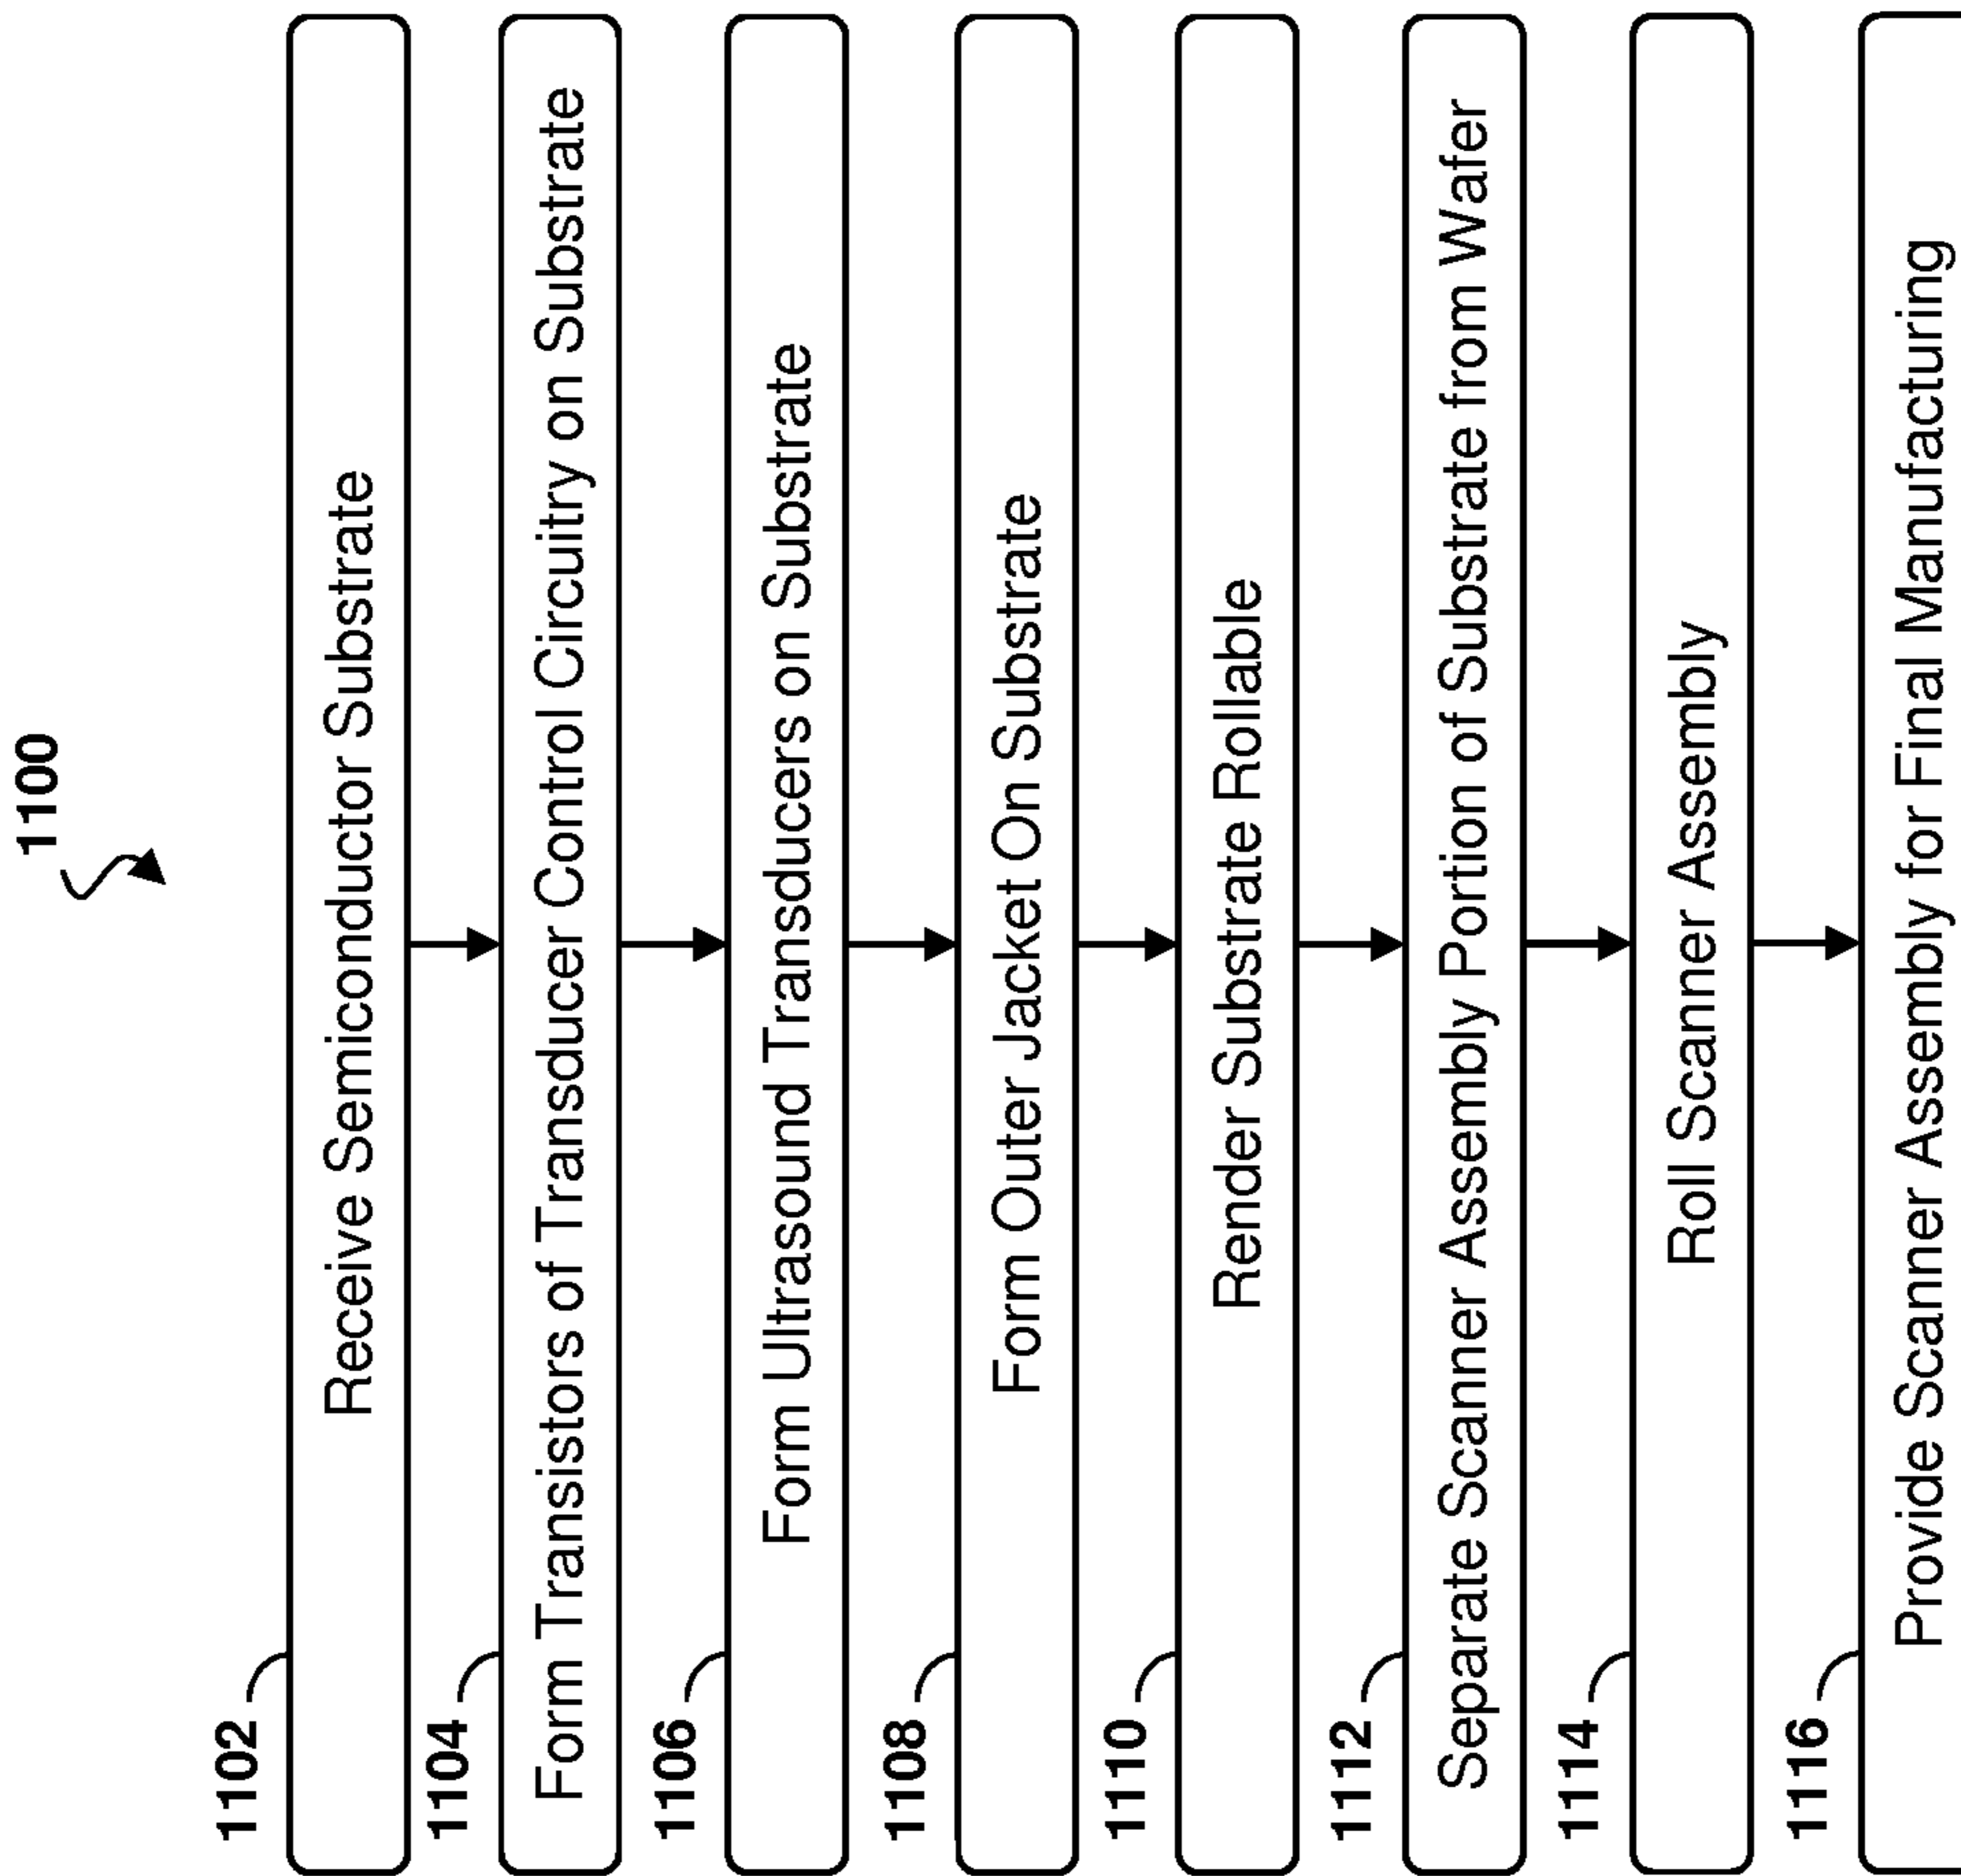 1100
1102
Receive Semiconductor Substrate
1104
Form Transistors of Transducer Control Circuitry on Substrate
1106
Form Ultrasound Transducers on Substrate
1108
Form Outer Jacket On Substrate
1110
Render Substrate Rollable
1112
Separate Scanner Assembly Portion of Substrate from Wafer
1114
Roll Scanner Assembly
1116
Provide Scanner Assembly for Final Manufacturing